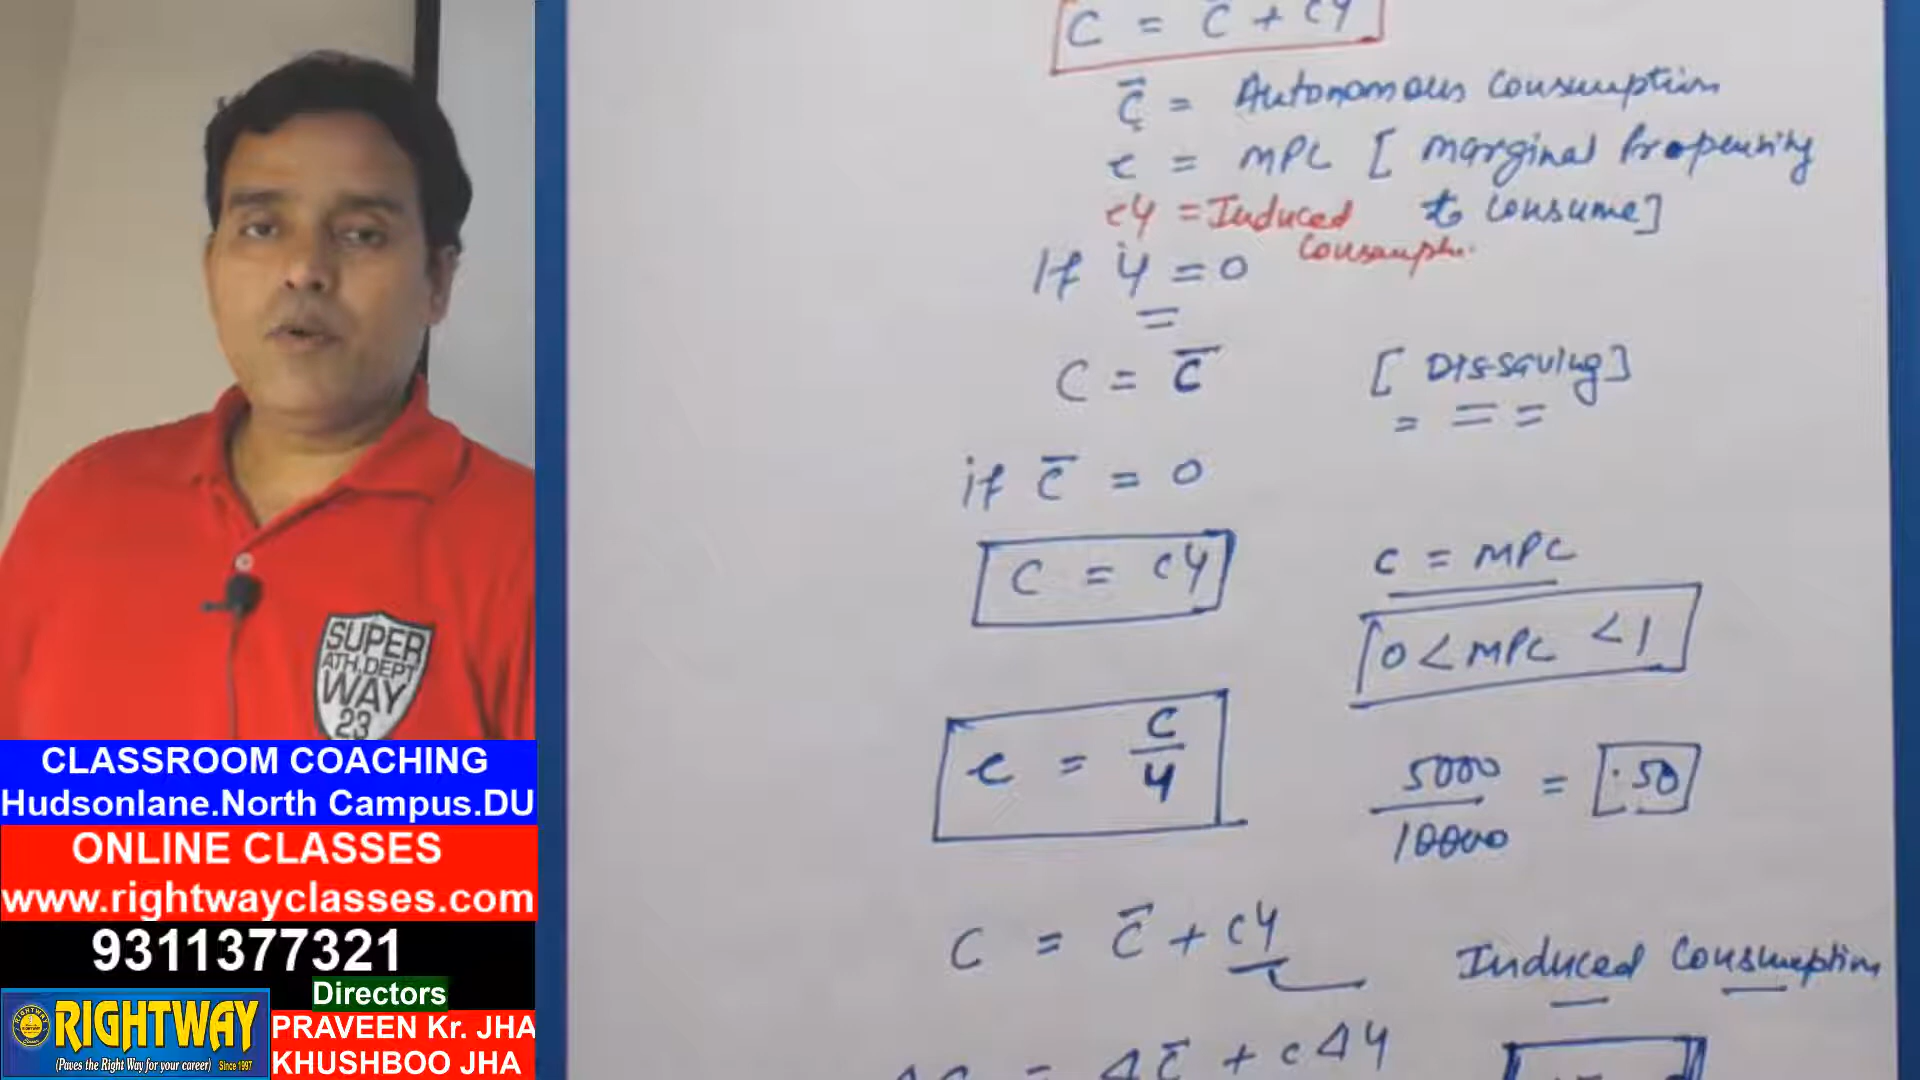 C = C̅ + cy
C̅ = Autonomous Consumption
c = MPC [ Marginal Propensity
to Consume]
cy = Induced
If y = 0
C = C̅ [Dissaving]
if C̅ = 0
C = cy
c = MPC
0 < MPC < 1
c = C/y
5000/10000 = .50
C = C̅ + cy
Induced Consumption
= ΔC̅ + cΔy
SUPER
ATH.DEPT
WAY
23
CLASSROOM COACHING
Hudsonlane.North Campus.DU
ONLINE CLASSES
www.rightwayclasses.com
9311377321
Directors
RIGHTWAY
(Paves the Right Way for your career) Since 1997
PRAVEEN Kr. JHA
KHUSHBOO JHA